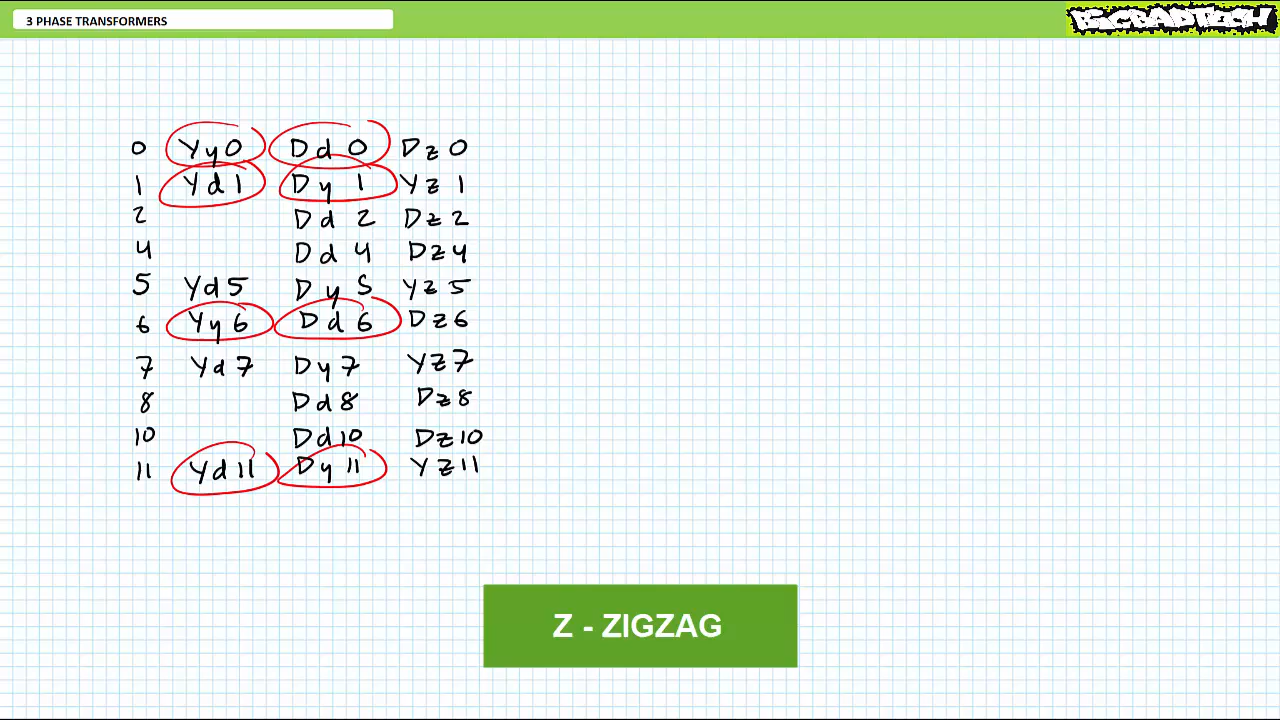 3 PHASE TRANSFORMERS
BIGBADTECH
0 Yy0 Dd0 Dz0
1 Yd1 Dy1 Yz1
2 Dd2 Dz2
4 Dd4 Dz4
5 Yd5 Dy5 Yz5
6 Yy6 Dd6 Dz6
7 Yd7 Dy7 Yz7
8 Dd8 Dz8
10 Dd10 Dz10
11 Yd11 Dy11 Yz11
Z - ZIGZAG